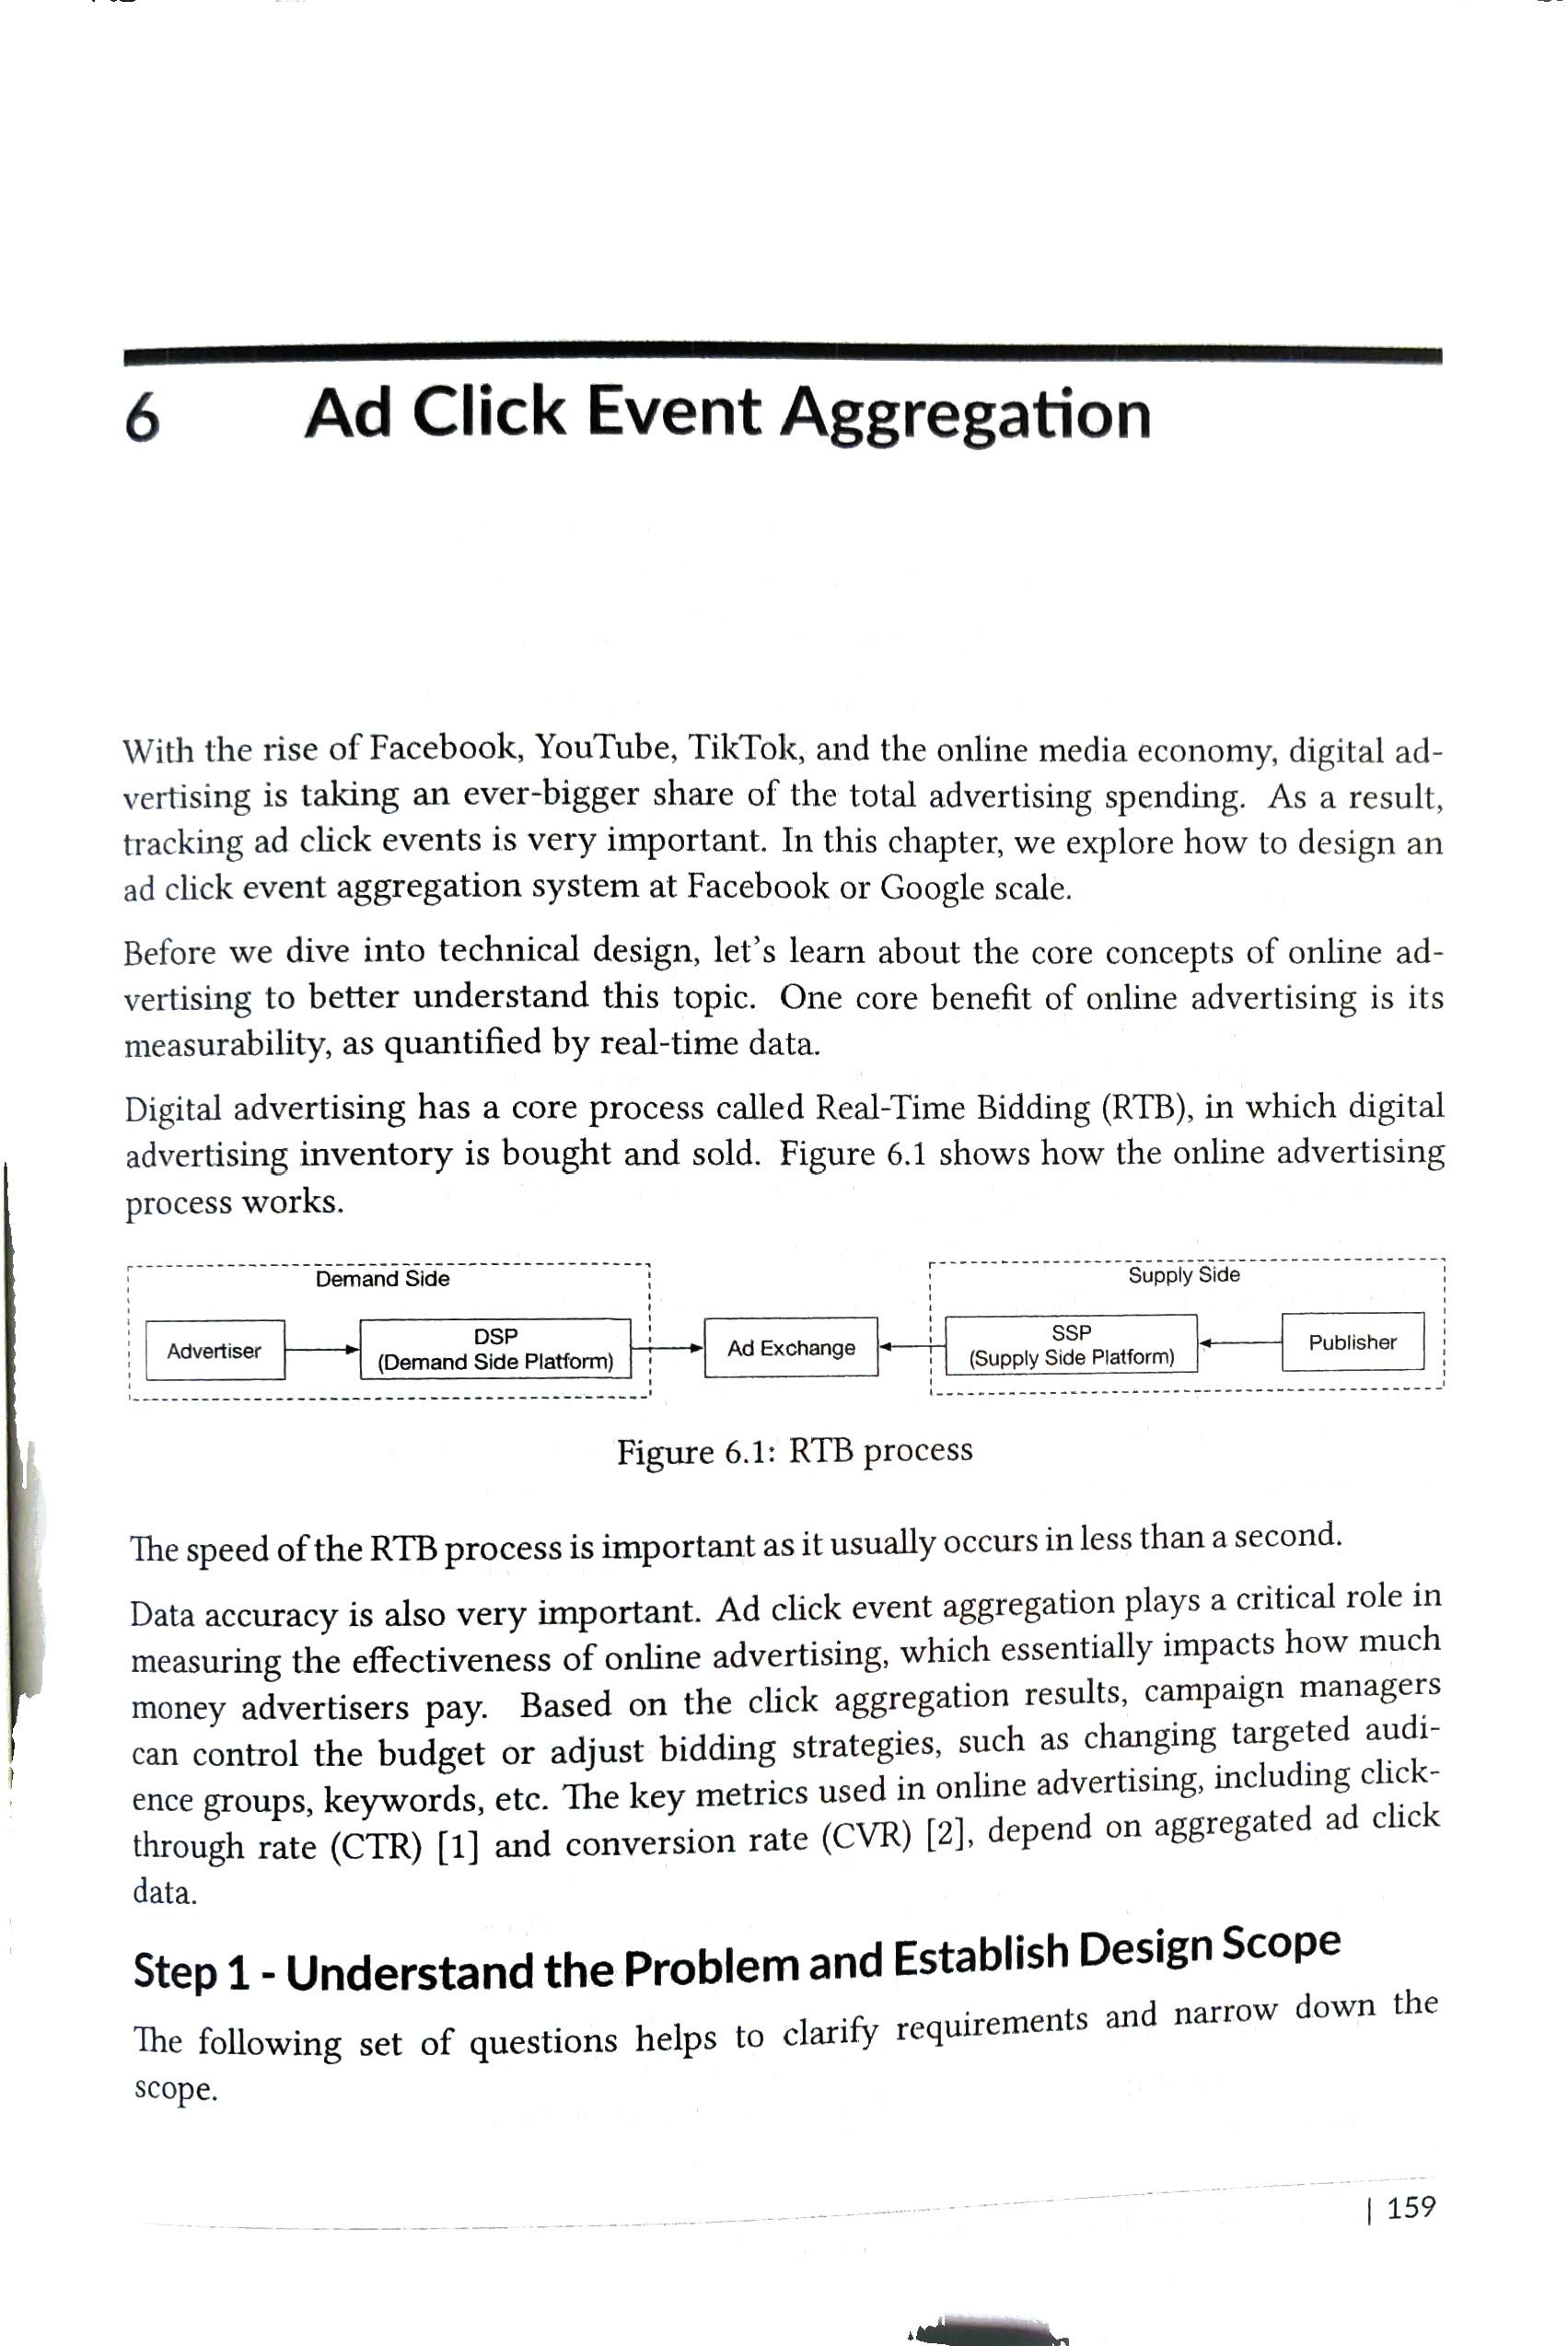 6 Ad Click Event Aggregation
With the rise of Facebook, YouTube, TikTok, and the online media economy, digital ad-
vertising is taking an ever-bigger share of the total advertising spending. As a result,
tracking ad click events is very important. In this chapter, we explore how to design an
ad click event aggregation system at Facebook or Google scale.
Before we dive into technical design, let's learn about the core concepts of online ad-
vertising to better understand this topic. One core benefit of online advertising is its
measurability, as quantified by real-time data.
Digital advertising has a core process called Real-Time Bidding (RTB), in which digital
advertising inventory is bought and sold. Figure 6.1 shows how the online advertising
process works.
Demand Side
Advertiser
DSP
(Demand Side Platform)
Ad Exchange
Supply Side
SSP
(Supply Side Platform)
Publisher
Figure 6.1: RTB process
The speed of the RTB process is important as it usually occurs in less than a second.
Data accuracy is also very important. Ad click event aggregation plays a critical role in
measuring the effectiveness of online advertising, which essentially impacts how much
money advertisers pay. Based on the click aggregation results, campaign managers
can control the budget or adjust bidding strategies, such as changing targeted audi-
ence groups, keywords, etc. The key metrics used in online advertising, including click-
through rate (CTR) [1] and conversion rate (CVR) [2], depend on aggregated ad click
data.
Step 1 - Understand the Problem and Establish Design Scope
The following set of questions helps to clarify requirements and narrow down the
scope.
| 159